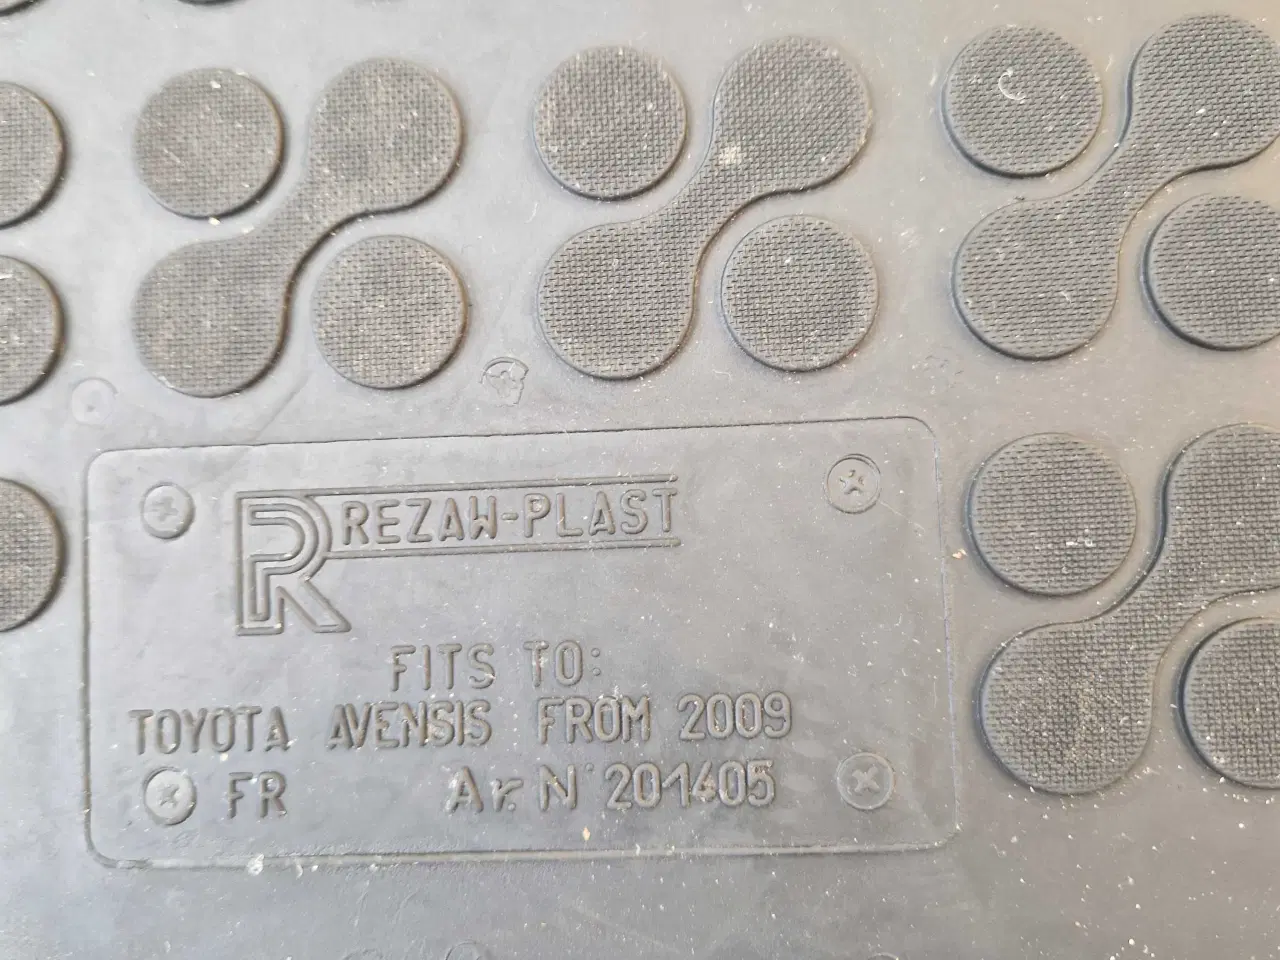 R REZAW-PLAST
FITS TO:
TOYOTA AVENSIS FROM 2009
FR Ar. N° 201405